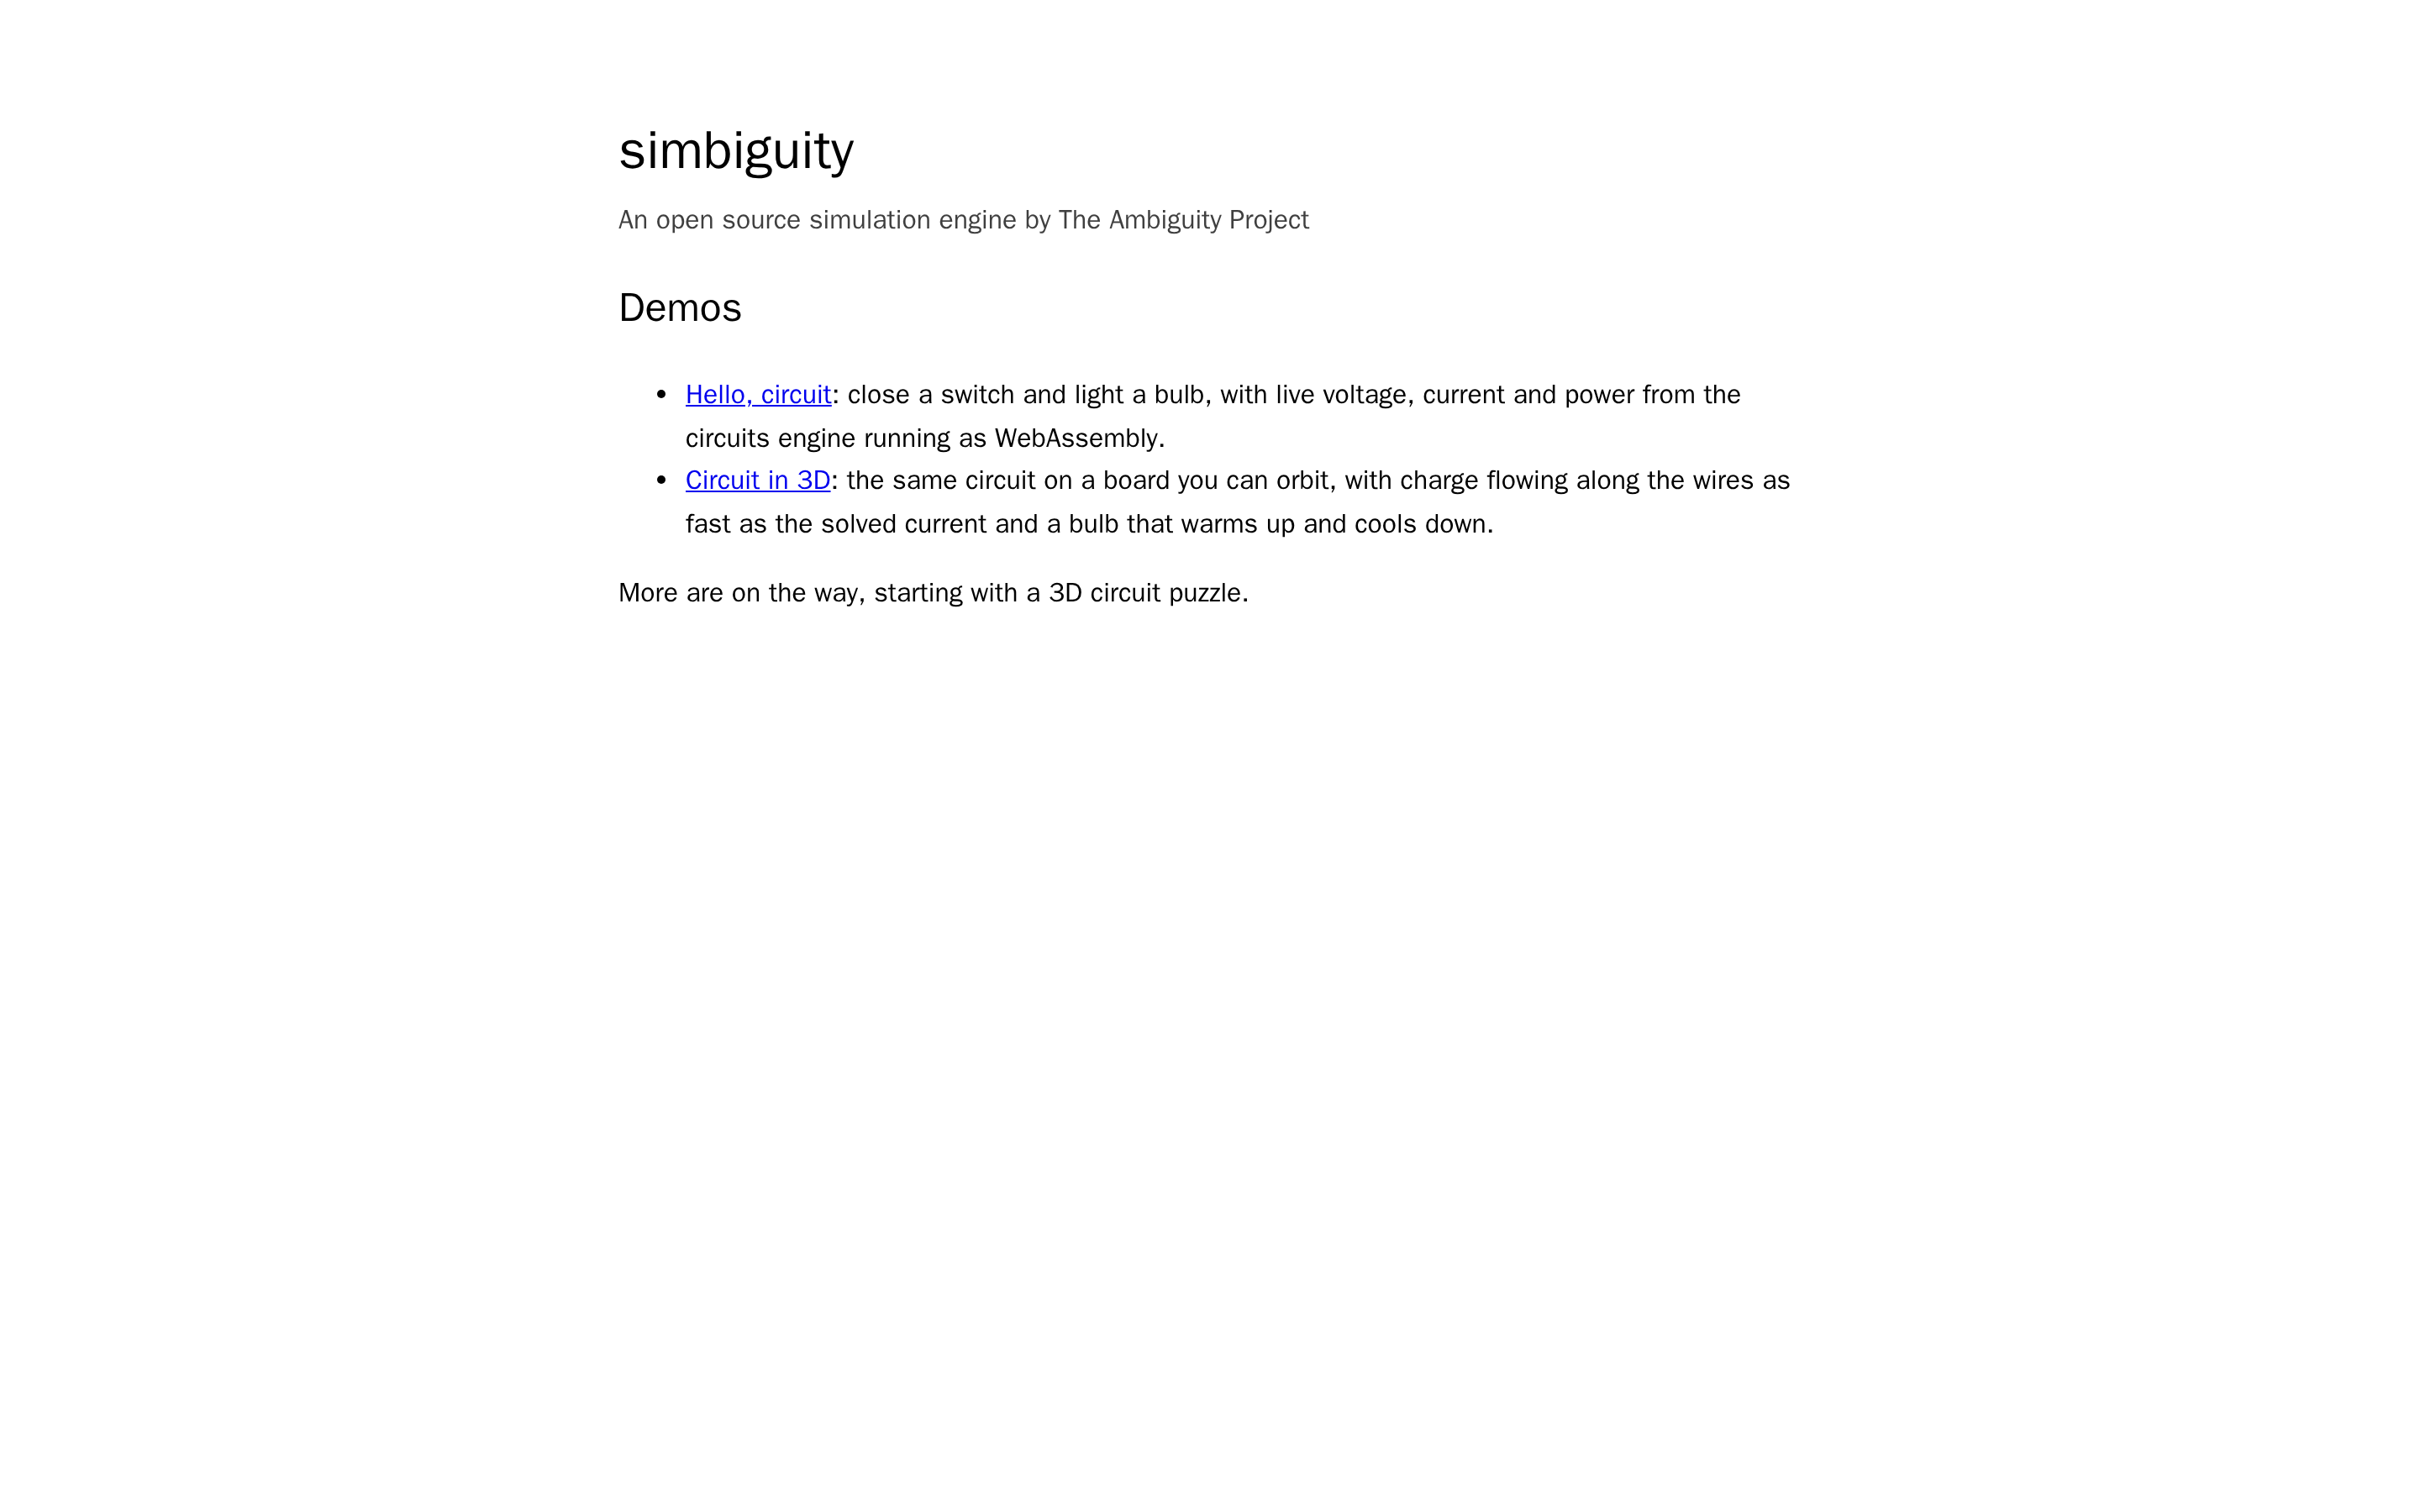 simbiguity
An open source simulation engine by The Ambiguity Project
Demos
• Hello, circuit: close a switch and light a bulb, with live voltage, current and power from the
circuits engine running as WebAssembly.
• Circuit in 3D: the same circuit on a board you can orbit, with charge flowing along the wires as
fast as the solved current and a bulb that warms up and cools down.
More are on the way, starting with a 3D circuit puzzle.